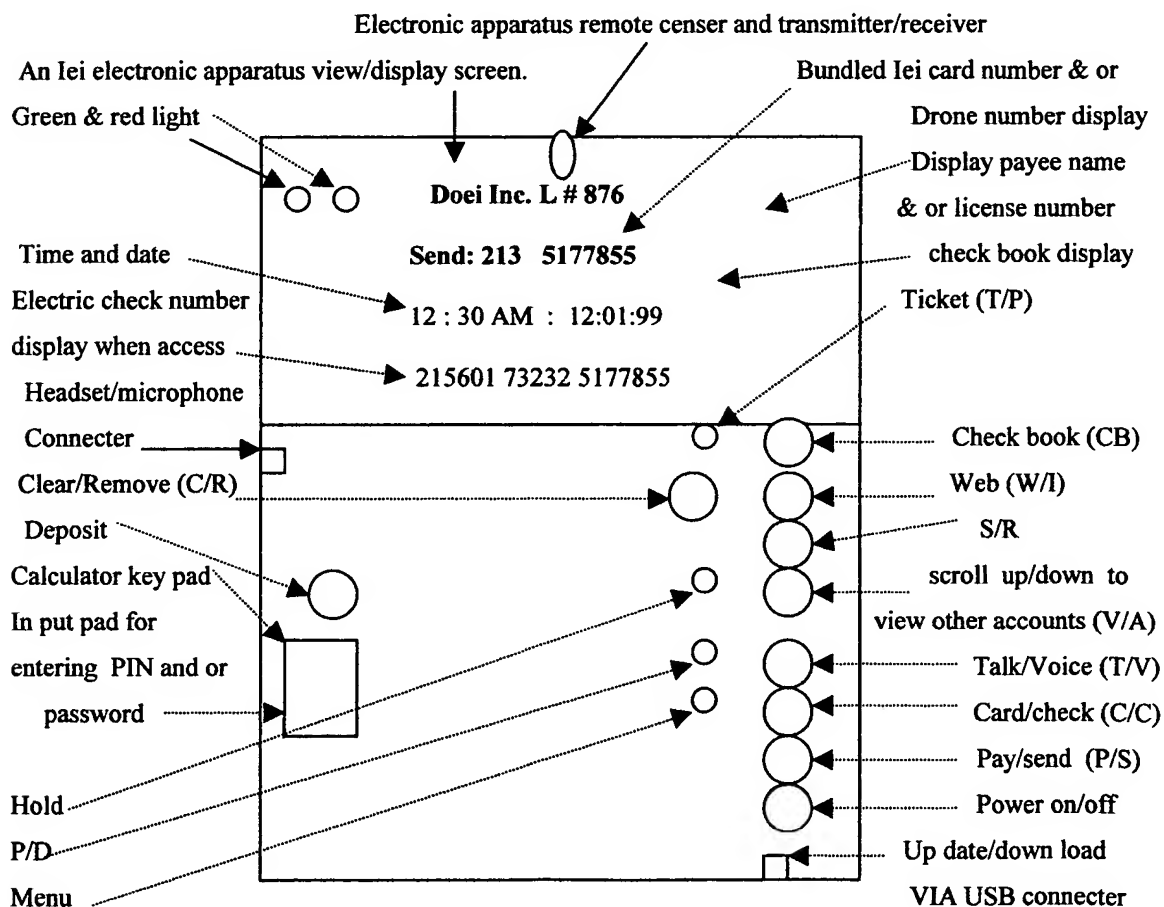 Electronic apparatus remote censer and transmitter/receiver
An Iei electronic apparatus view/display screen.
Bundled Iei card number & or
Green & red light
Drone number display
Display payee name
Doei Inc. L # 876
& or license number
Time and date
Send: 213 5177855
check book display
Electric check number
12 : 30 AM : 12:01:99
Ticket (T/P)
display when access
215601 73232 5177855
Headset/microphone
Connecter
Check book (CB)
Clear/Remove (C/R)
Web (W/I)
Deposit
S/R
Calculator key pad
scroll up/down to
In put pad for
view other accounts (V/A)
entering PIN and or
Talk/Voice (T/V)
password
Card/check (C/C)
Pay/send (P/S)
Hold
Power on/off
P/D
Up date/down load
Menu
VIA USB connecter